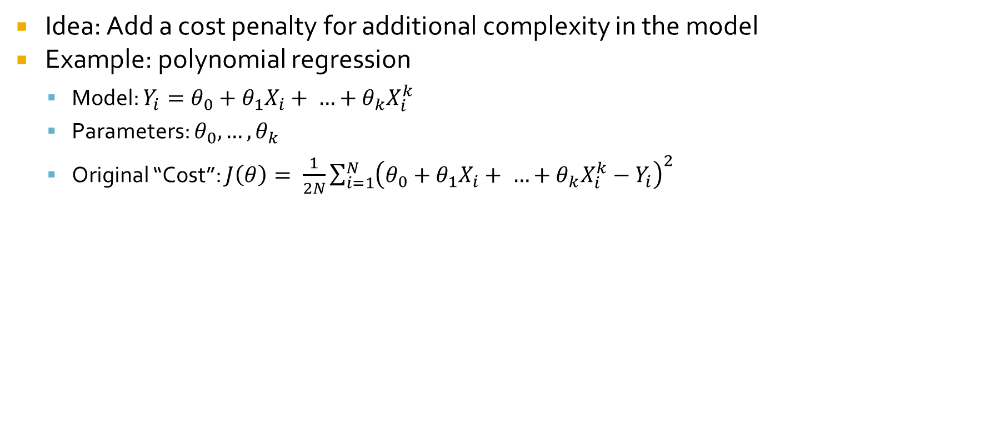 ▪ Idea: Add a cost penalty for additional complexity in the model
▪ Example: polynomial regression
▪ Model: $Y_i = \theta_0 + \theta_1 X_i + \ldots + \theta_k X_i^k$
▪ Parameters: $\theta_0, \ldots, \theta_k$
▪ Original “Cost”: $J(\theta) = \frac{1}{2N} \sum_{i=1}^{N} \left(\theta_0 + \theta_1 X_i + \ldots + \theta_k X_i^k - Y_i\right)^2$